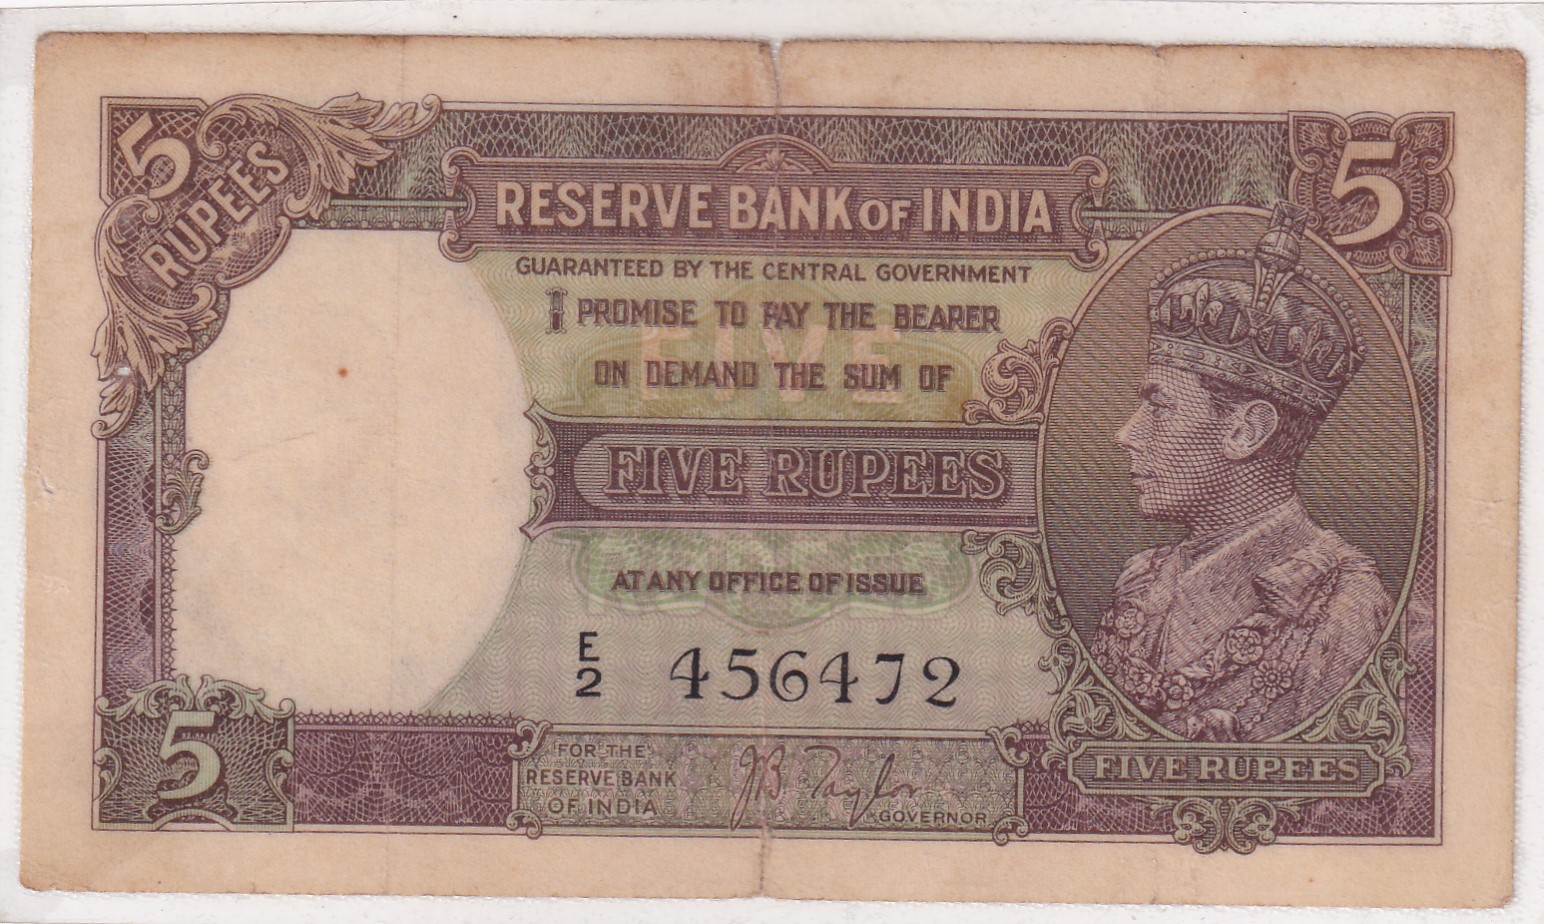 5
RUPEES
5
RESERVE BANK OF INDIA
GUARANTEED BY THE CENTRAL GOVERNMENT
I PROMISE TO PAY THE BEARER
FIVE
ON DEMAND THE SUM OF
FIVE RUPEES
AT ANY OFFICE OF ISSUE
E
2 456472
5
FOR THE
RESERVE BANK
OF INDIA
J B Taylor
GOVERNOR
FIVE RUPEES